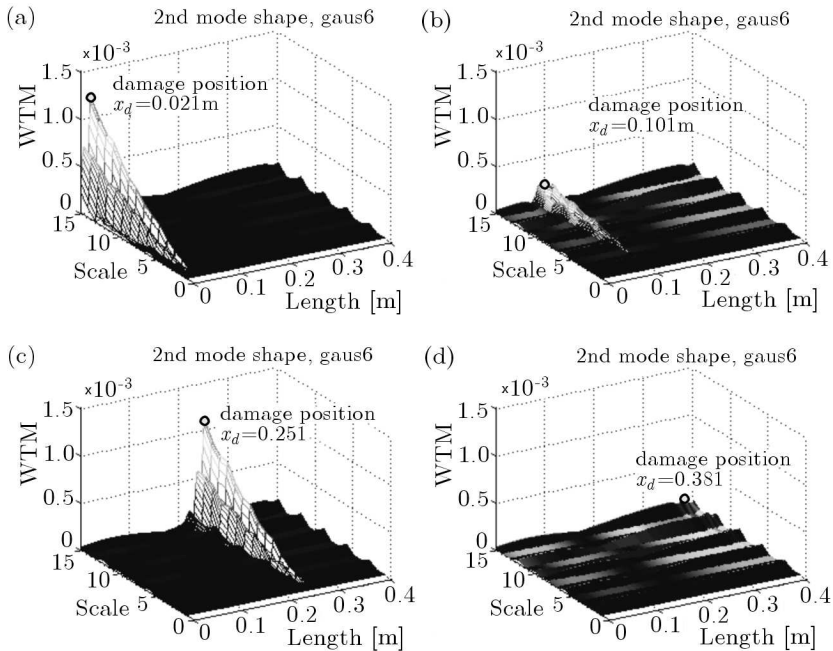 (a)
2nd mode shape, gaus6
×10⁻³
1.5
1.0
0.5
0
WTM
damage position
x_d=0.021m
15
10
5
0
Scale
0
0.1
0.2
0.3
0.4
Length [m]
(b)
2nd mode shape, gaus6
×10⁻³
1.5
1.0
0.5
0
WTM
damage position
x_d=0.101m
15
10
5
0
Scale
0
0.1
0.2
0.3
0.4
Length [m]
(c)
2nd mode shape, gaus6
×10⁻³
1.5
1.0
0.5
0
WTM
damage position
x_d=0.251
15
10
5
0
Scale
0
0.1
0.2
0.3
0.4
Length [m]
(d)
2nd mode shape, gaus6
×10⁻³
1.5
1.0
0.5
0
WTM
damage position
x_d=0.381
15
10
5
0
Scale
0
0.1
0.2
0.3
0.4
Length [m]